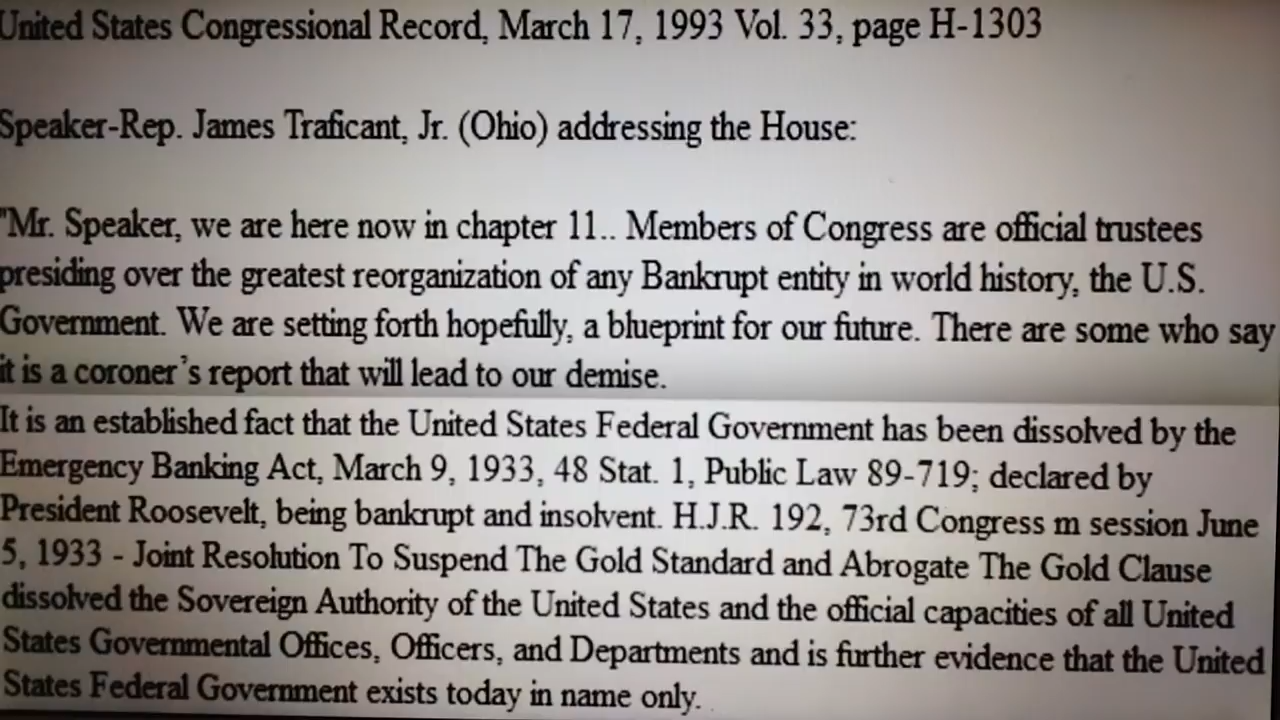 United States Congressional Record, March 17, 1993 Vol. 33, page H-1303
Speaker-Rep. James Traficant, Jr. (Ohio) addressing the House:
"Mr. Speaker, we are here now in chapter 11.. Members of Congress are official trustees
presiding over the greatest reorganization of any Bankrupt entity in world history, the U.S.
Government. We are setting forth hopefully, a blueprint for our future. There are some who say
it is a coroner's report that will lead to our demise.
It is an established fact that the United States Federal Government has been dissolved by the
Emergency Banking Act, March 9, 1933, 48 Stat. 1, Public Law 89-719; declared by
President Roosevelt, being bankrupt and insolvent. H.J.R. 192, 73rd Congress m session June
5, 1933 - Joint Resolution To Suspend The Gold Standard and Abrogate The Gold Clause
dissolved the Sovereign Authority of the United States and the official capacities of all United
States Governmental Offices, Officers, and Departments and is further evidence that the United
States Federal Government exists today in name only.